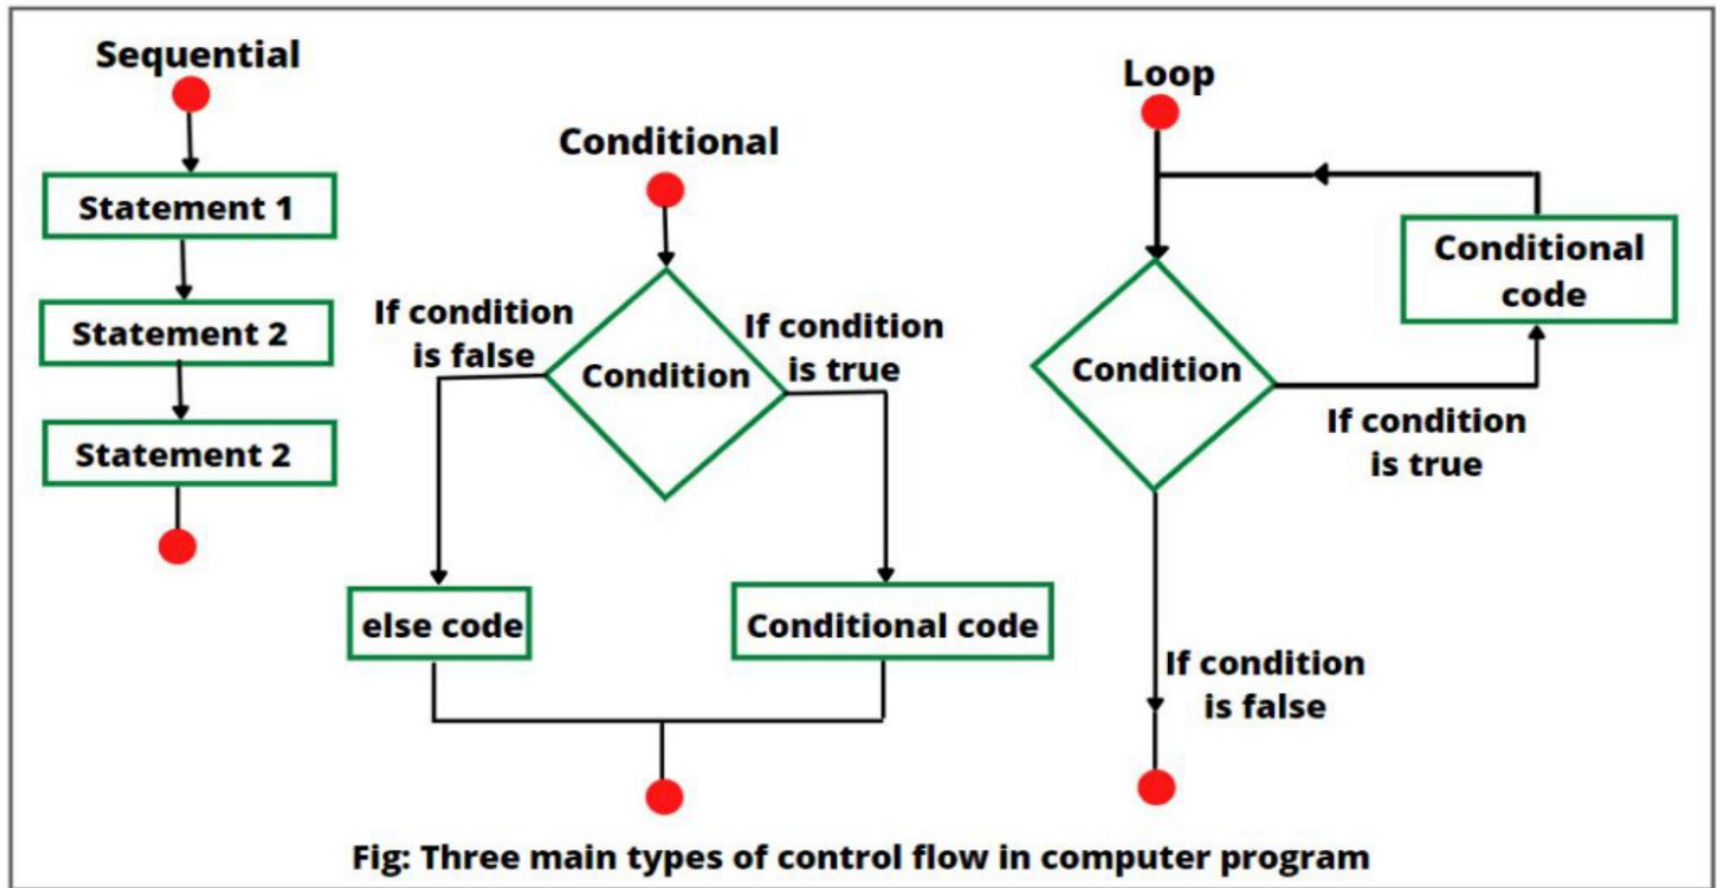 Sequential
Statement 1
Statement 2
Statement 2
Conditional
If condition
is false
Condition
If condition
is true
else code
Conditional code
Loop
Condition
Conditional
code
If condition
is true
If condition
is false
Fig: Three main types of control flow in computer program